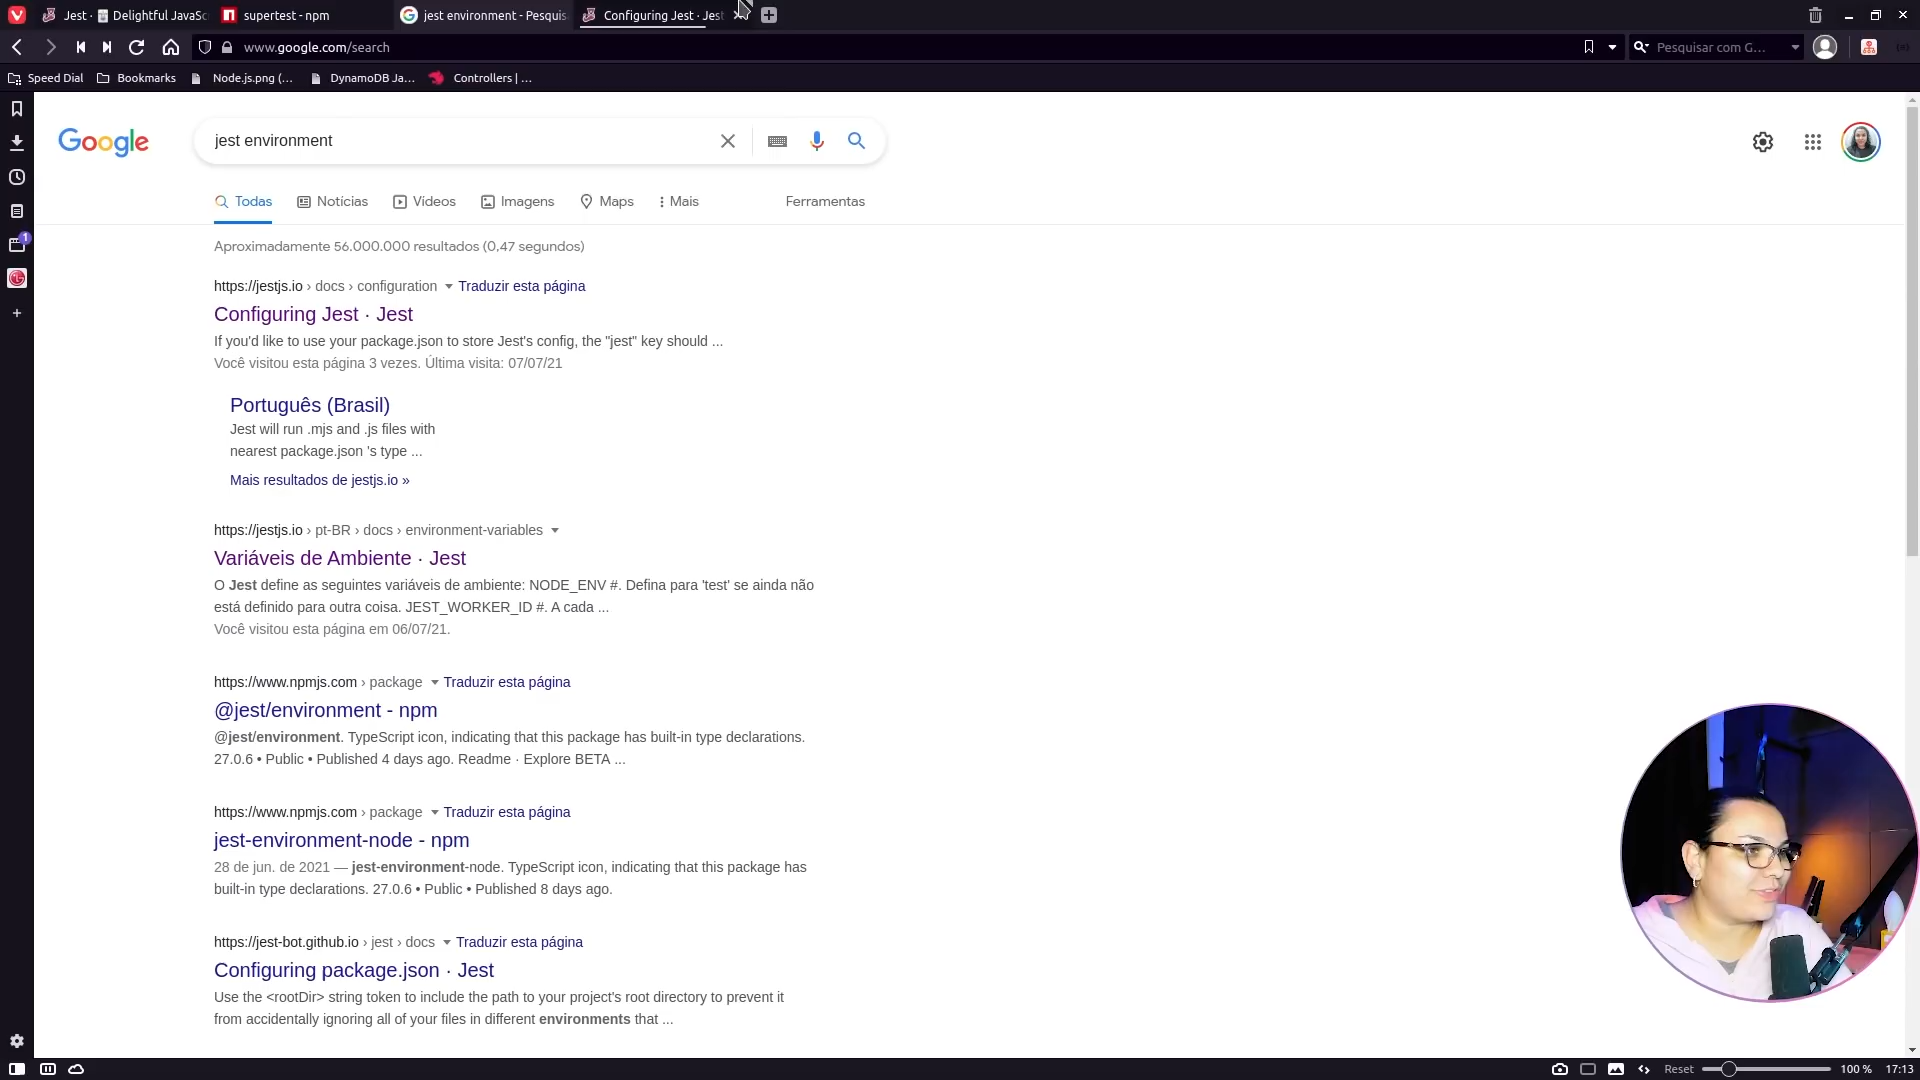 Jest · 🃏 Delightful JavaSc
supertest - npm
jest environment - Pesquis
Configuring Jest · Jest
www.google.com/search
Pesquisar com G...
Speed Dial
Bookmarks
Node.js.png (...
DynamoDB Ja...
Controllers | ...
Google
jest environment
Todas
Notícias
Vídeos
Imagens
Maps
Mais
Ferramentas
Aproximadamente 56.000.000 resultados (0,47 segundos)
https://jestjs.io › docs › configuration
Traduzir esta página
Configuring Jest · Jest
If you'd like to use your package.json to store Jest's config, the "jest" key should ...
Você visitou esta página 3 vezes. Última visita: 07/07/21
Português (Brasil)
Jest will run .mjs and .js files with
nearest package.json 's type ...
Mais resultados de jestjs.io »
https://jestjs.io › pt-BR › docs › environment-variables
Variáveis de Ambiente · Jest
O Jest define as seguintes variáveis de ambiente: NODE_ENV #. Defina para 'test' se ainda não
está definido para outra coisa. JEST_WORKER_ID #. A cada ...
Você visitou esta página em 06/07/21.
https://www.npmjs.com › package
Traduzir esta página
@jest/environment - npm
@jest/environment. TypeScript icon, indicating that this package has built-in type declarations.
27.0.6 • Public • Published 4 days ago. Readme · Explore BETA ...
https://www.npmjs.com › package
Traduzir esta página
jest-environment-node - npm
28 de jun. de 2021 — jest-environment-node. TypeScript icon, indicating that this package has
built-in type declarations. 27.0.6 • Public • Published 8 days ago.
https://jest-bot.github.io › jest › docs
Traduzir esta página
Configuring package.json · Jest
Use the <rootDir> string token to include the path to your project's root directory to prevent it
from accidentally ignoring all of your files in different environments that ...
1
Reset
100 %
17:13